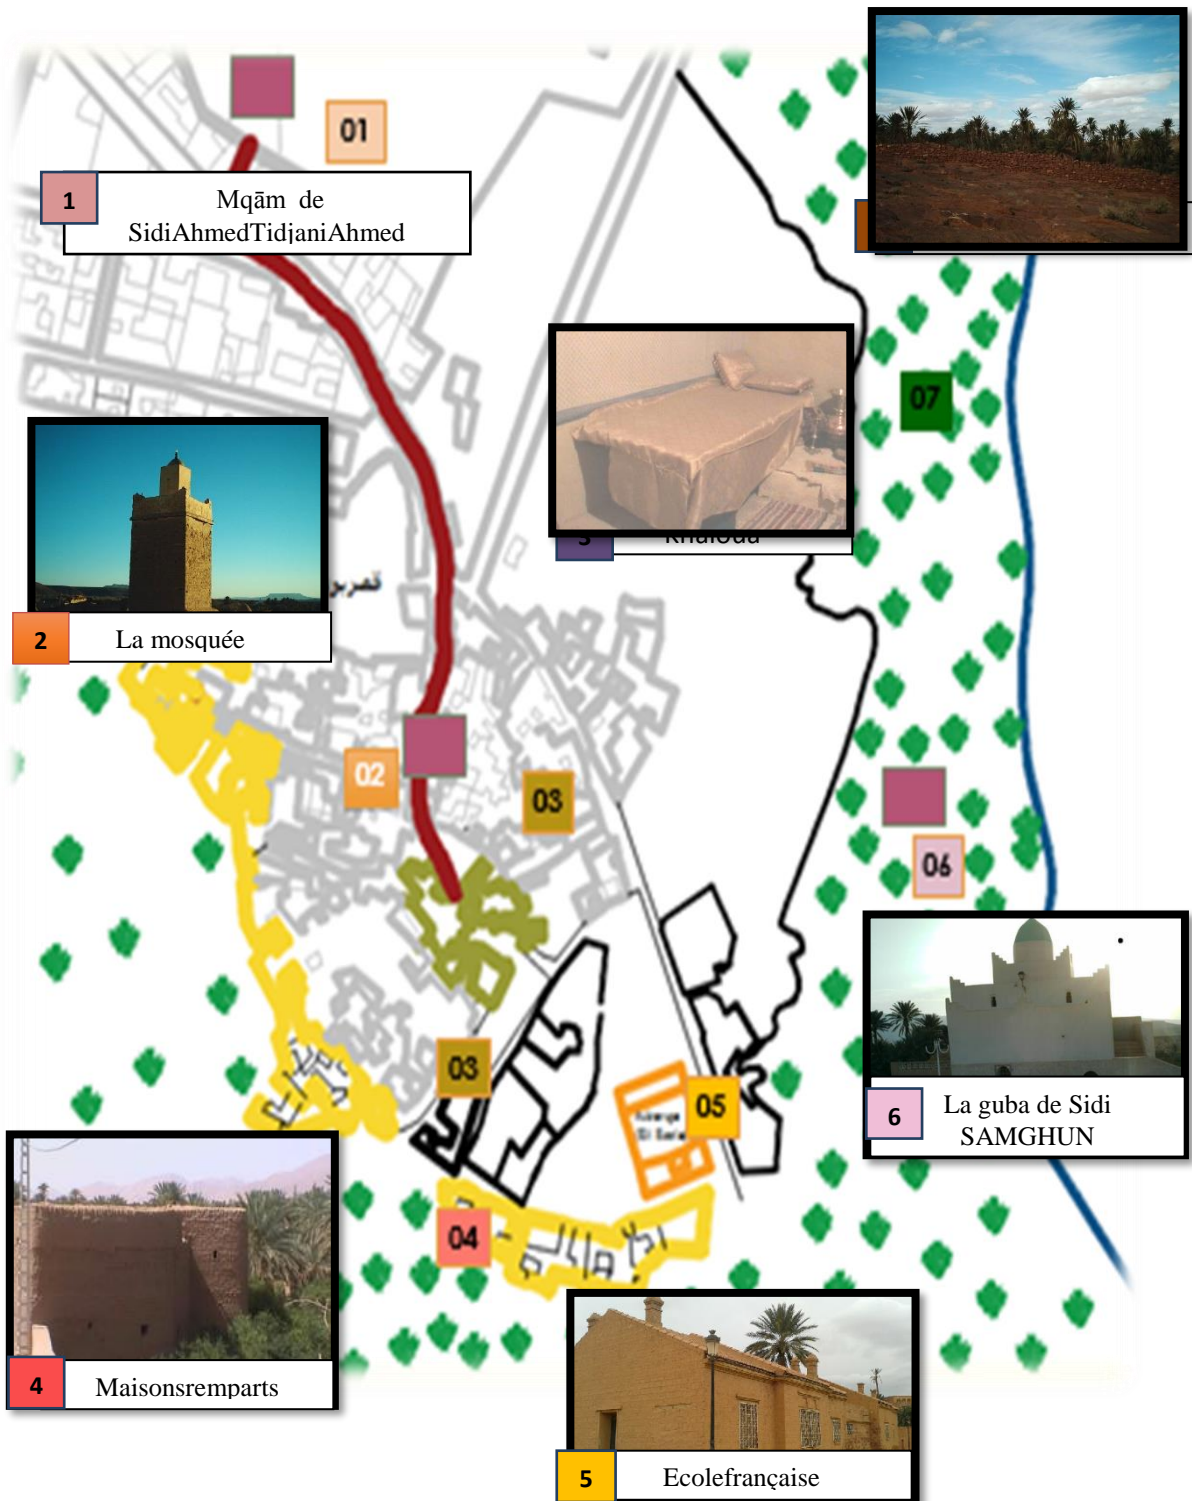 01
1
Mqām de
SidiAhmedTidjaniAhmed
07
قصر
2
La mosquée
02
03
06
03
05
6
La guba de Sidi
SAMGHUN
04
4
Maisonsremparts
5
Ecolefrançaise